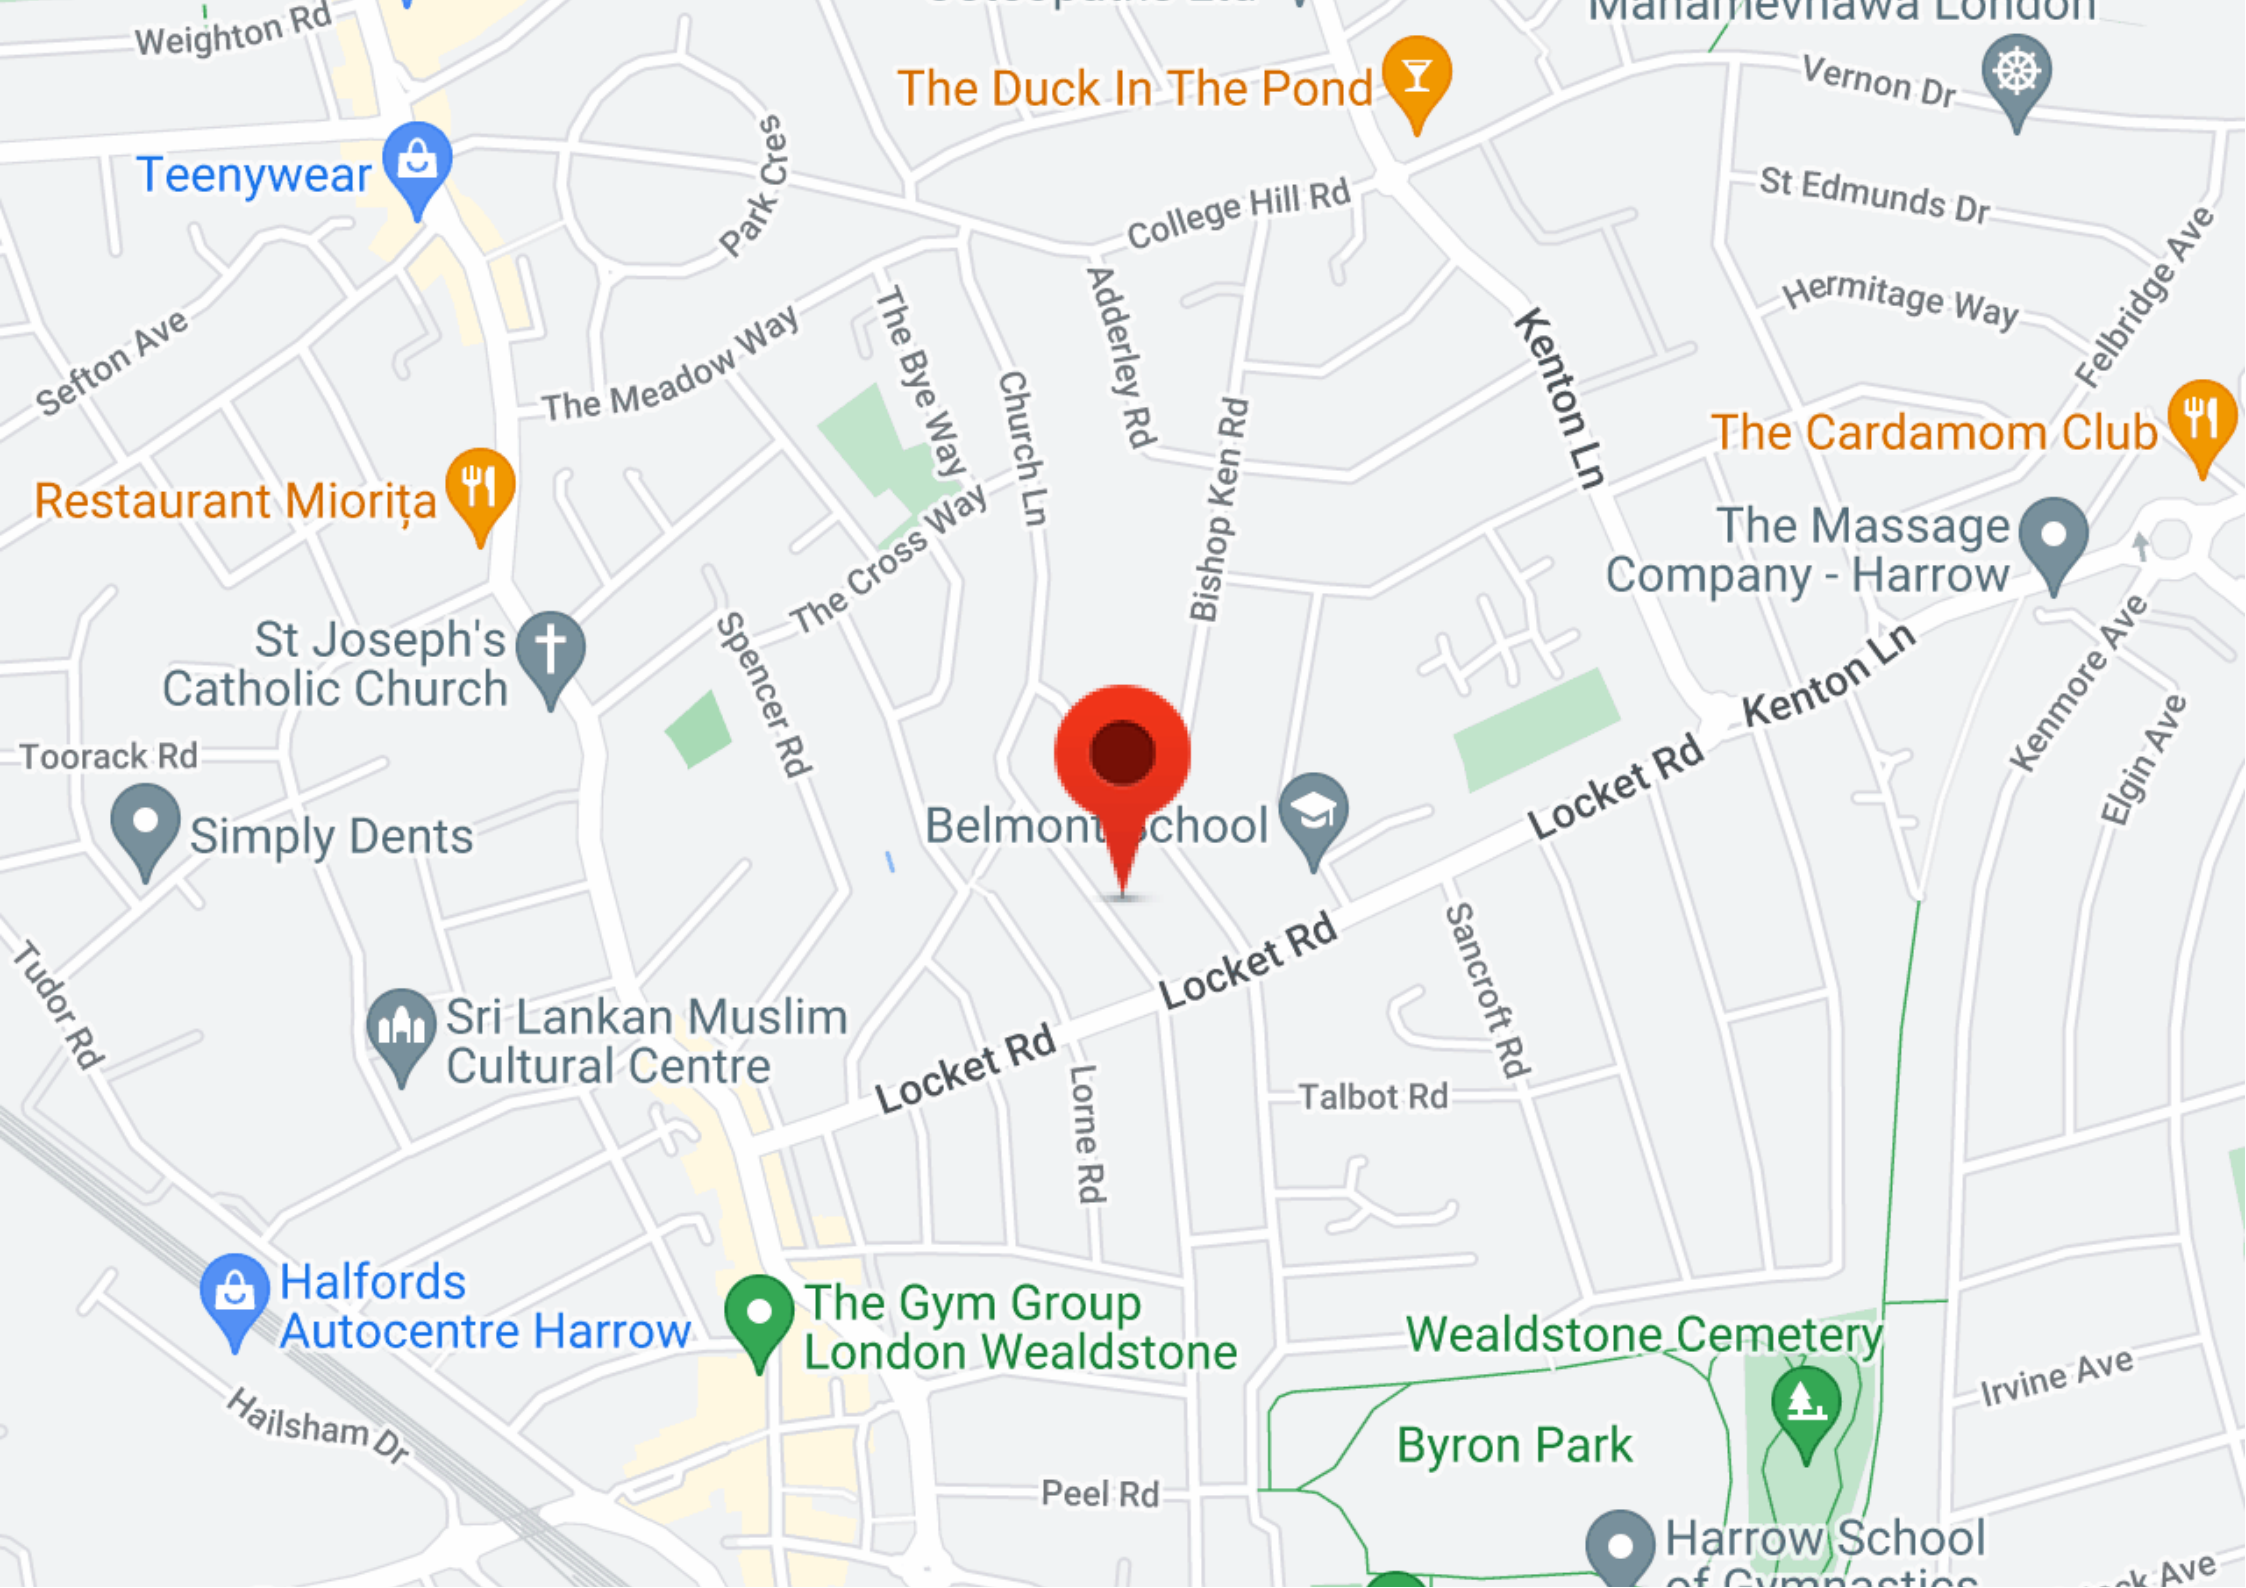 Weighton Rd
Mahamevnawa London
The Duck In The Pond
Vernon Dr
Teenywear
Park Cres
College Hill Rd
St Edmunds Dr
Felbridge Ave
Hermitage Way
Sefton Ave
The Meadow Way
The Bye Way
Church Ln
Adderley Rd
Bishop Ken Rd
Kenton Ln
The Cardamom Club
Restaurant Miorița
The Cross Way
The Massage
Company - Harrow
St Joseph's
Catholic Church
Spencer Rd
Kenton Ln
Kenmore Ave
Elgin Ave
Toorack Rd
Locket Rd
Simply Dents
Belmont School
Locket Rd
Sancroft Rd
Tudor Rd
Sri Lankan Muslim
Cultural Centre
Locket Rd
Lorne Rd
Talbot Rd
Halfords
Autocentre Harrow
The Gym Group
London Wealdstone
Wealdstone Cemetery
Irvine Ave
Hailsham Dr
Byron Park
Peel Rd
Harrow School
of Gymnastics
Ave